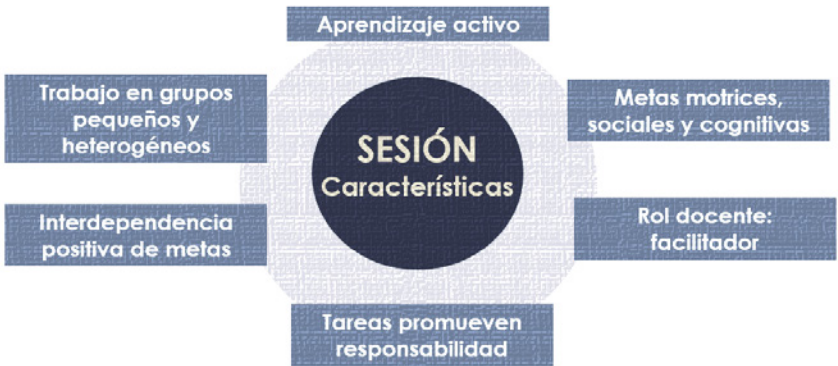 Aprendizaje activo
Trabajo en grupos
pequeños y
heterogéneos
Metas motrices,
sociales y cognitivas
SESIÓN
Características
Interdependencia
positiva de metas
Rol docente:
facilitador
Tareas promueven
responsabilidad